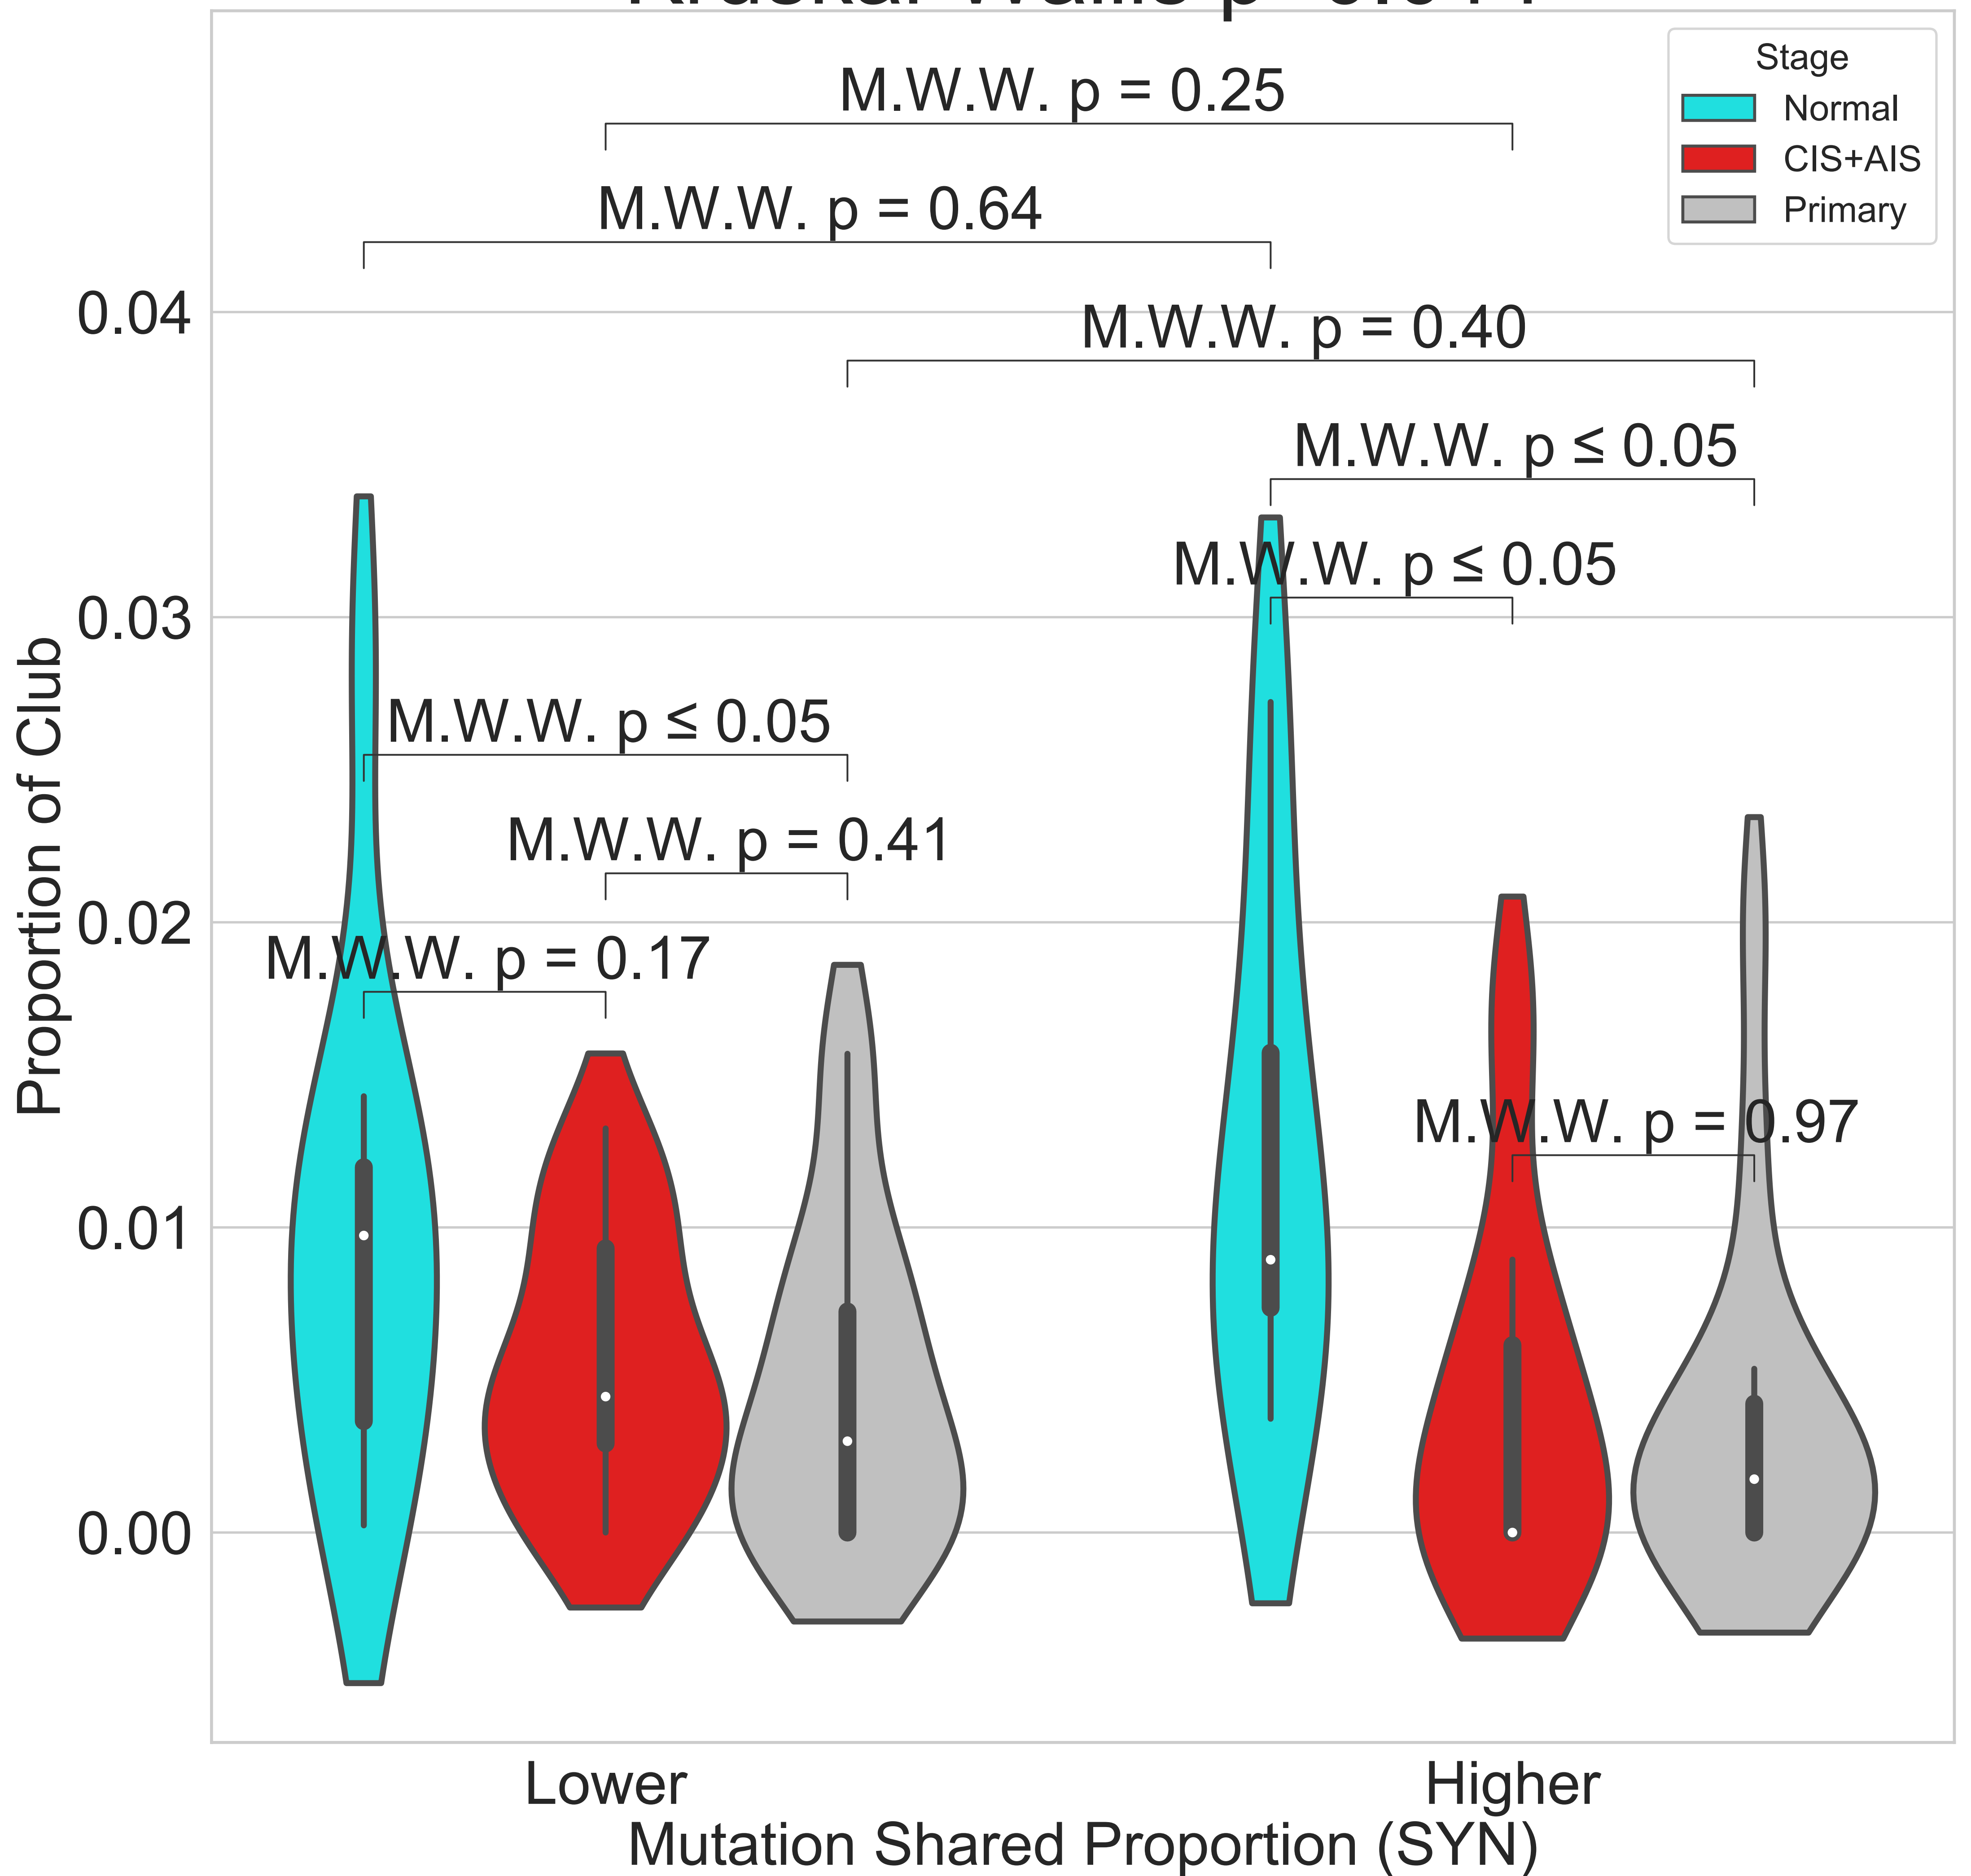 M.W.W. p = 0.25
Stage
Normal
CIS+AIS
Primary
M.W.W. p = 0.64
0.04
M.W.W. p = 0.40
M.W.W. p ≤ 0.05
M.W.W. p ≤ 0.05
0.03
M.W.W. p ≤ 0.05
M.W.W. p = 0.41
0.02
M.W.W. p = 0.17
M.W.W. p = 0.97
0.01
0.00
Proportion of Club
Lower
Higher
Mutation Shared Proportion (SYN)